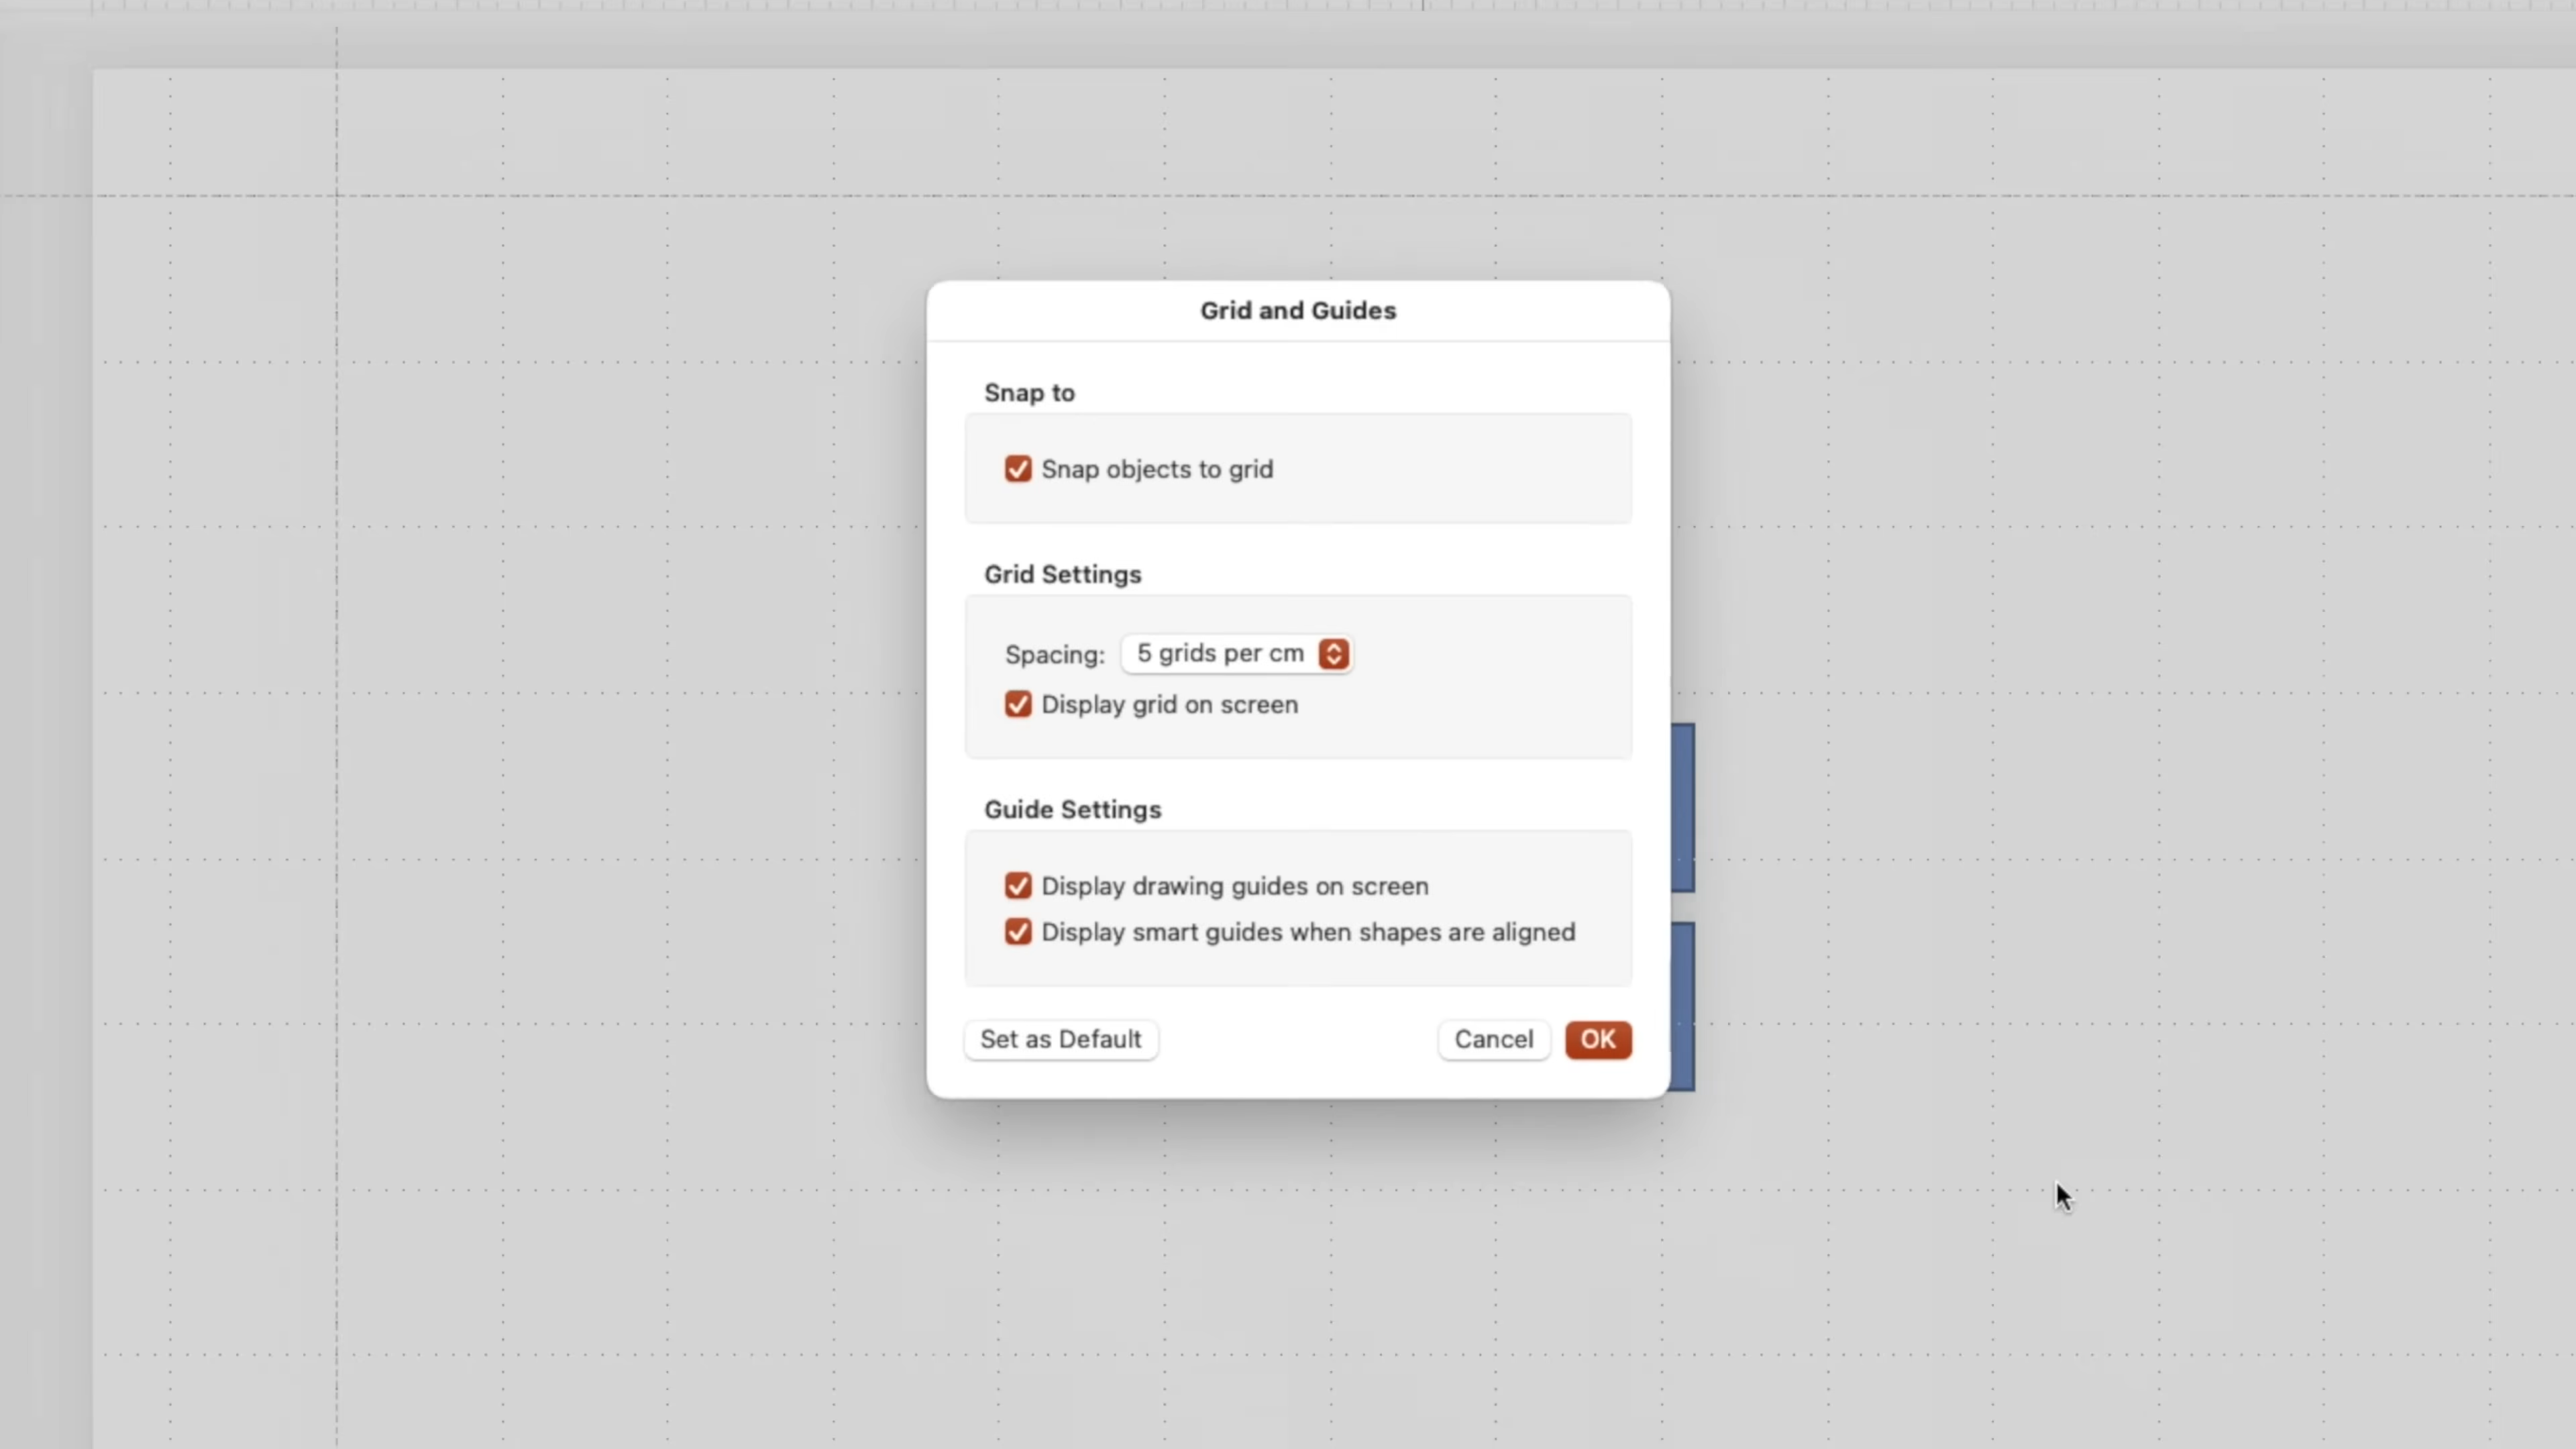 Grid and Guides
Snap to
Snap objects to grid
Grid Settings
Spacing: 5 grids per cm
Display grid on screen
Guide Settings
Display drawing guides on screen
Display smart guides when shapes are aligned
Set as Default Cancel OK